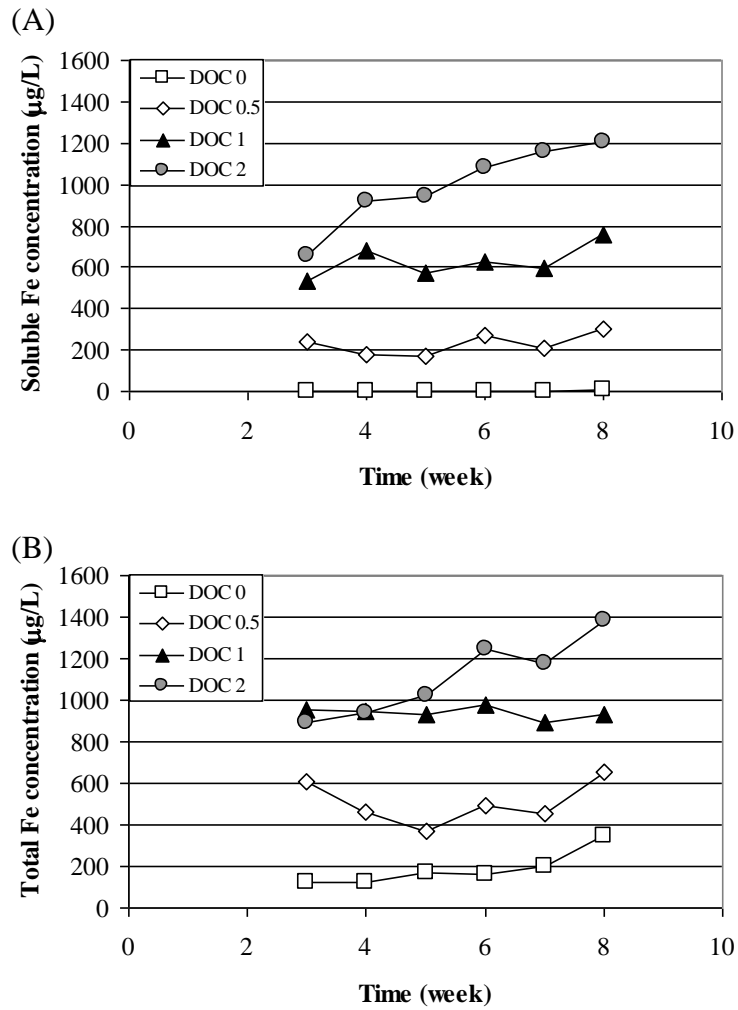 (A)
Soluble Fe concentration (µg/L)
1600
1400
1200
1000
800
600
400
200
0
DOC 0
DOC 0.5
DOC 1
DOC 2
0 2 4 6 8 10
Time (week)
(B)
Total Fe concentration (µg/L)
1600
1400
1200
1000
800
600
400
200
0
DOC 0
DOC 0.5
DOC 1
DOC 2
0 2 4 6 8 10
Time (week)